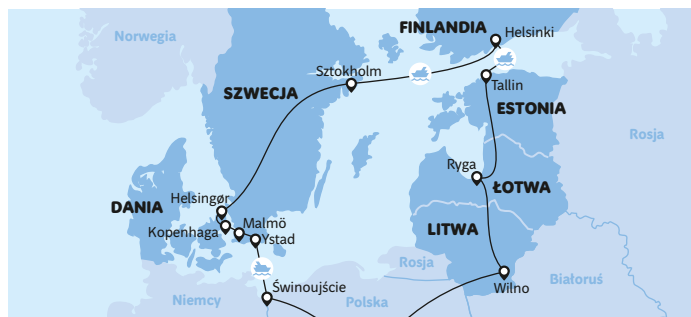 FINLANDIA
Helsinki
Norwegia
Sztokholm
Tallin
SZWECJA
ESTONIA
Rosja
Ryga
ŁOTWA
Helsingør
DANIA
Malmö
Kopenhaga
LITWA
Ystad
Rosja
Białoruś
Wilno
Świnoujście
Niemcy
Polska